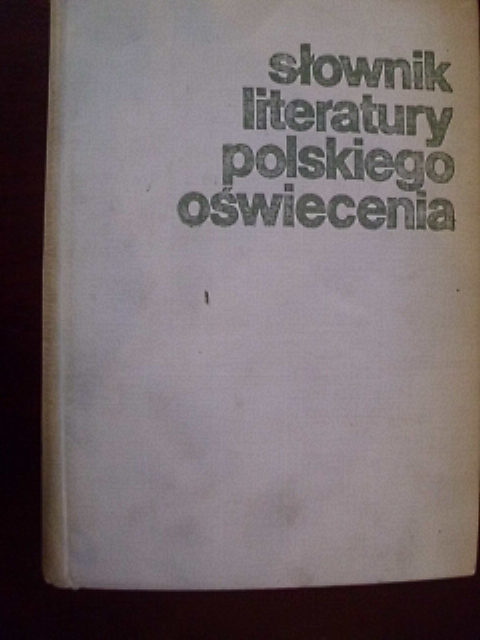 słownik
literatury
polskiego
oświecenia